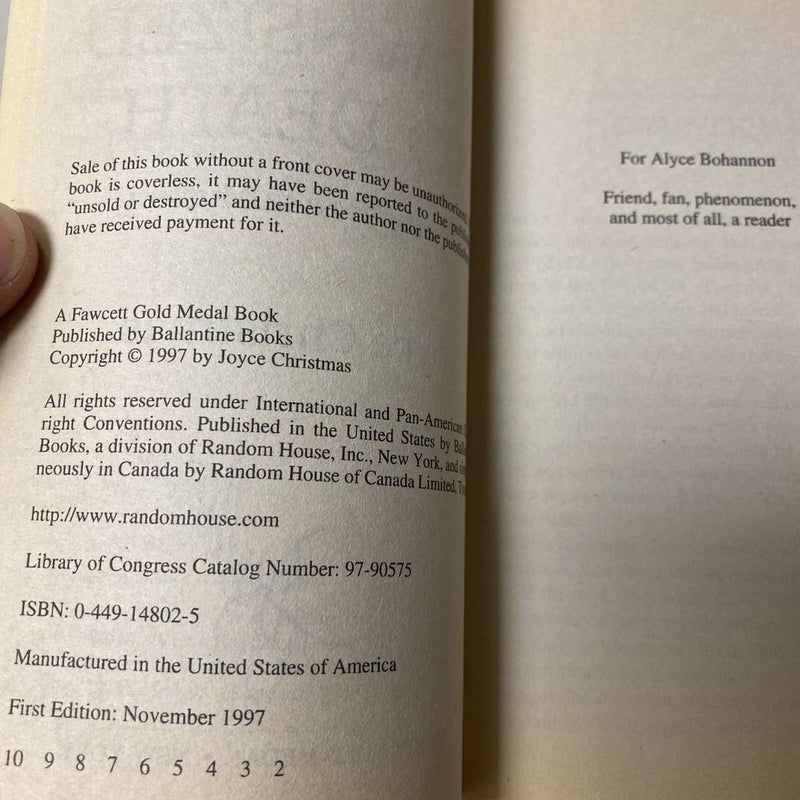 Sale of this book without a front cover may be unauthorized.
book is coverless, it may have been reported to the
"unsold or destroyed" and neither the author nor the
have received payment for it.
A Fawcett Gold Medal Book
Published by Ballantine Books
Copyright © 1997 by Joyce Christmas
All rights reserved under International and Pan-American
right Conventions. Published in the United States by
Books, a division of Random House, Inc., New York, and
neously in Canada by Random House of Canada Limited,
http://www.randomhouse.com
Library of Congress Catalog Number: 97-90575
ISBN: 0-449-14802-5
Manufactured in the United States of America
First Edition: November 1997
10 9 8 7 6 5 4 3 2
For Alyce Bohannon
Friend, fan, phenomenon,
and most of all, a reader